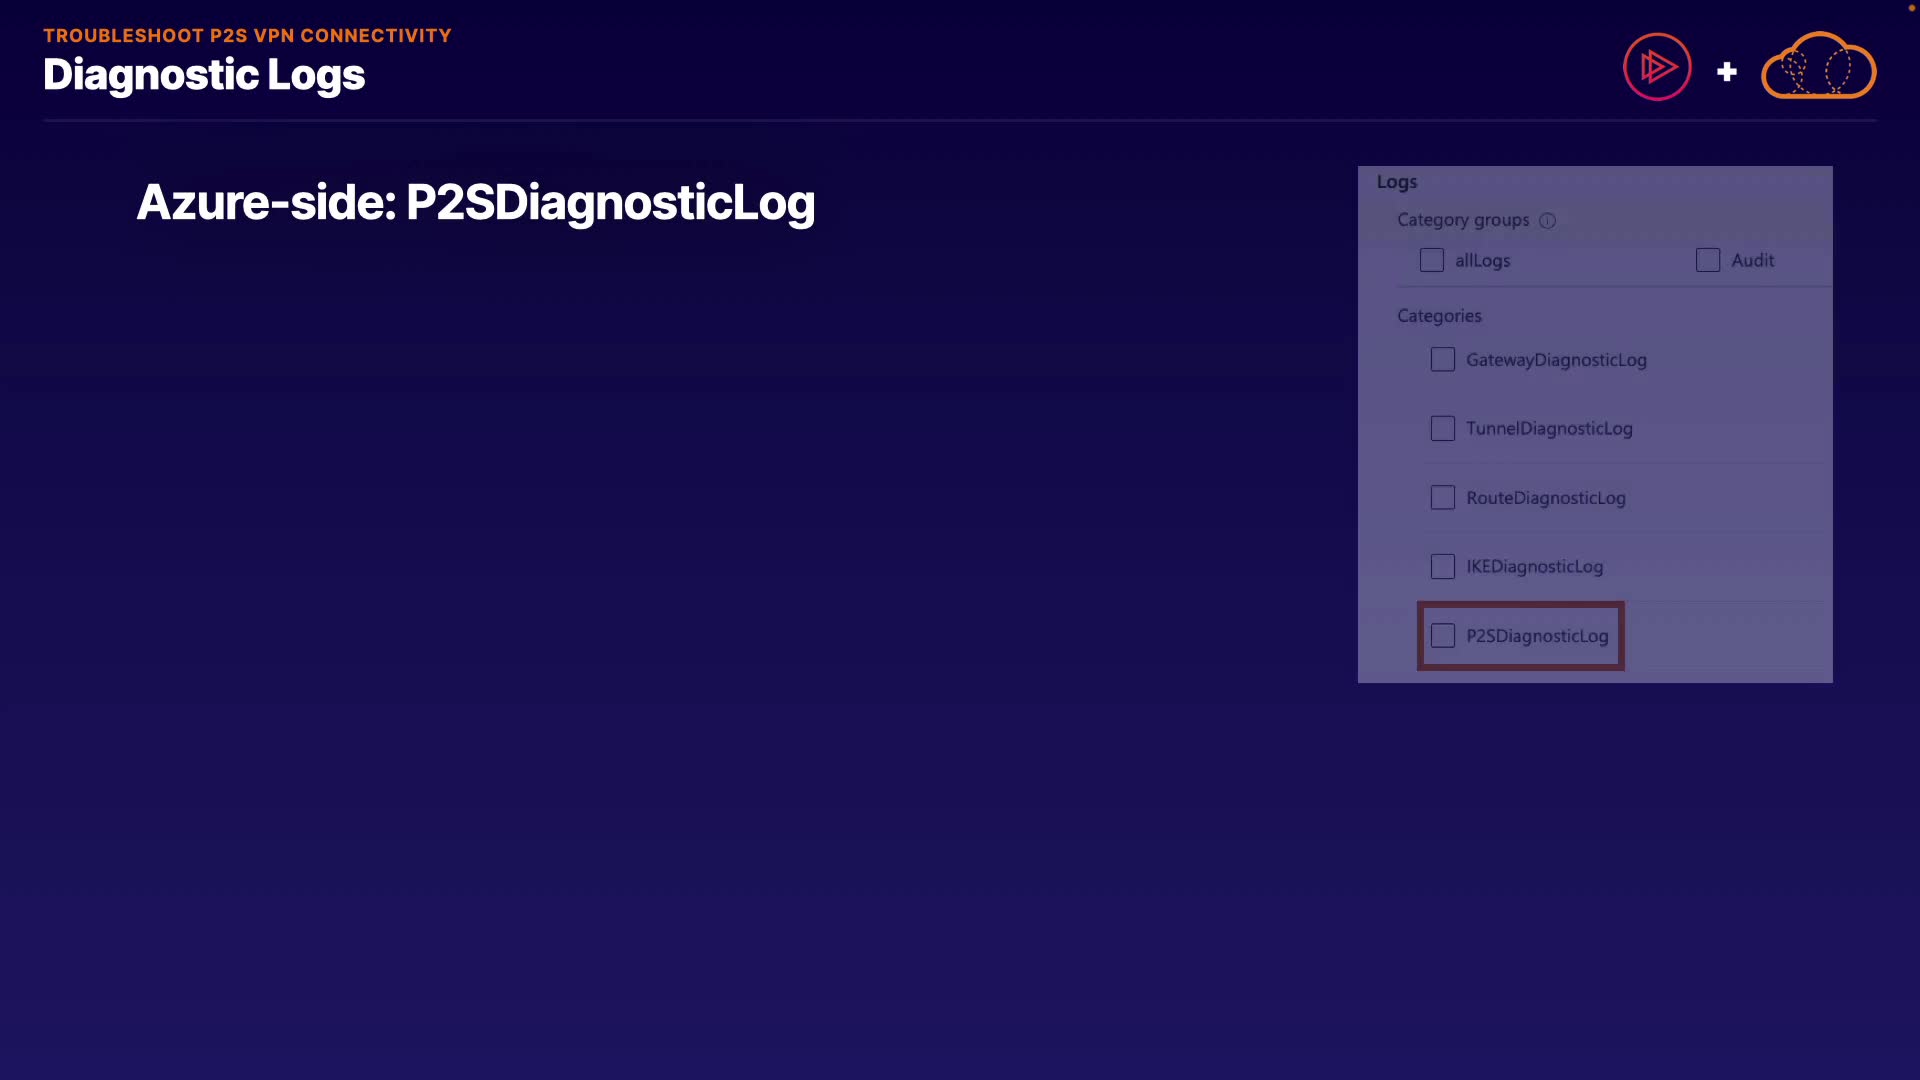 TROUBLESHOOT P2S VPN CONNECTIVITY
Diagnostic Logs
+
Azure-side: P2SDiagnosticLog
Logs
Category groups
allLogs Audit
Categories
GatewayDiagnosticLog
TunnelDiagnosticLog
RouteDiagnosticLog
IKEDiagnosticLog
P2SDiagnosticLog